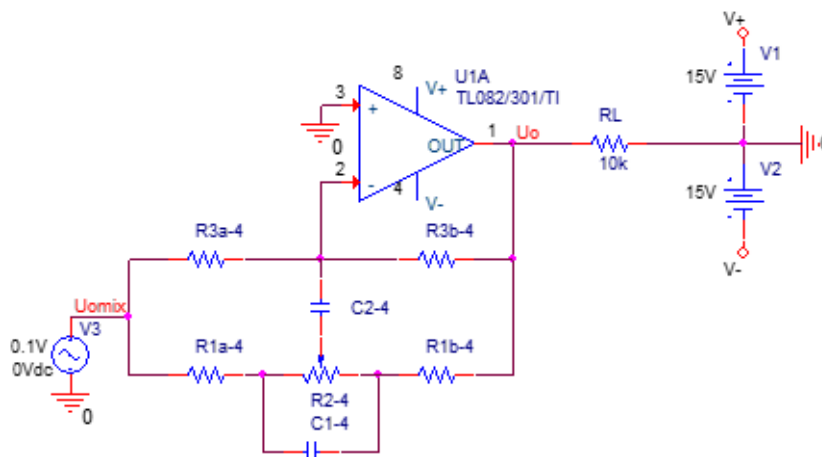 V+
V1
15V
8
V+
U1A
TL082/301/TI
3
+
0
OUT
1
Uo
RL
10k
2
-
4
V-
V2
15V
V-
R3a-4
R3b-4
C2-4
Uomix
V3
0.1V
0Vdc
0
R1a-4
R1b-4
R2-4
C1-4